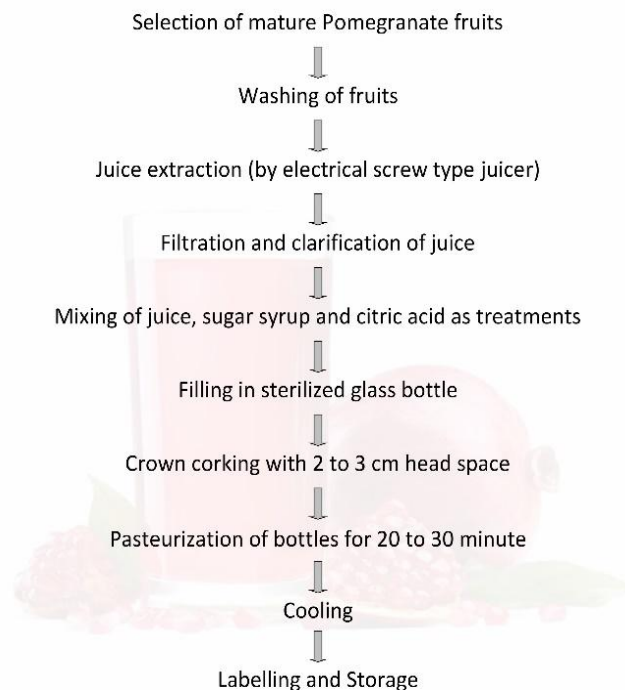 Selection of mature Pomegranate fruits
Washing of fruits
Juice extraction (by electrical screw type juicer)
Filtration and clarification of juice
Mixing of juice, sugar syrup and citric acid as treatments
Filling in sterilized glass bottle
Crown corking with 2 to 3 cm head space
Pasteurization of bottles for 20 to 30 minute
Cooling
Labelling and Storage